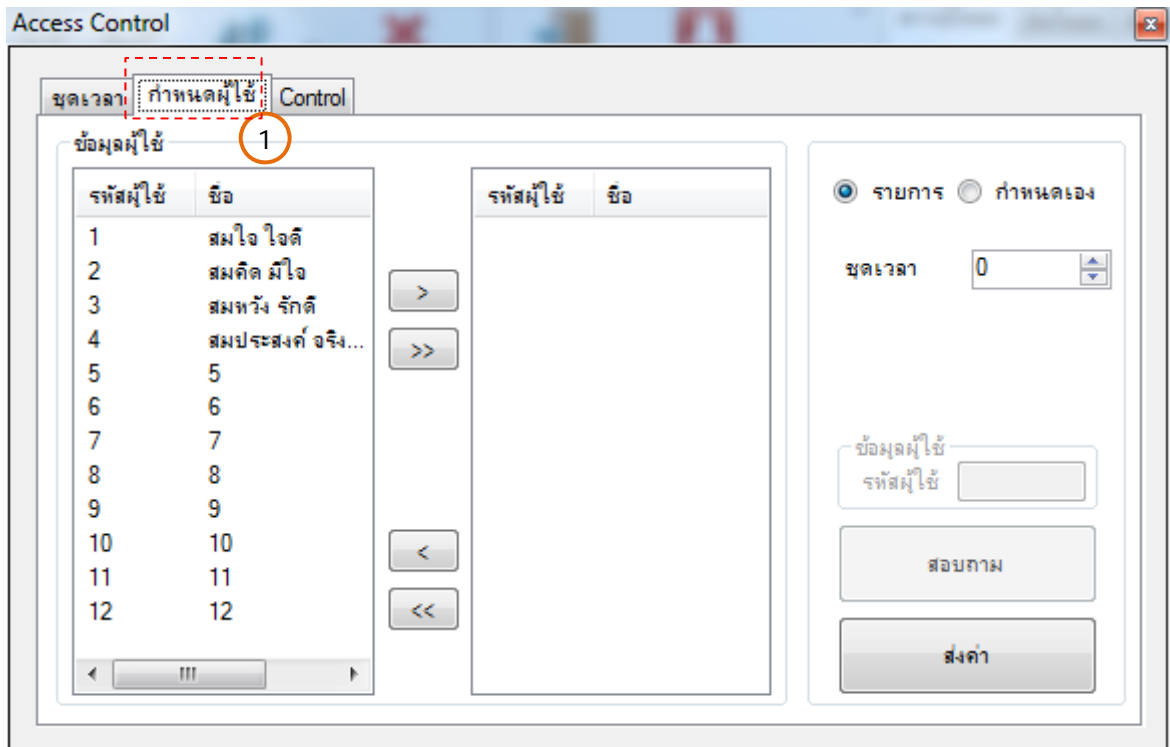 Access Control
ชุดเวลา กำหนดผู้ใช้ Control
1
ข้อมูลผู้ใช้
รหัสผู้ใช้ ชื่อ
1 สมใจ ใจดี
2 สมคิด มีใจ
3 สมหวัง รักดี
4 สมประสงค์ จริง...
5 5
6 6
7 7
8 8
9 9
10 10
11 11
12 12
>
>>
<
<<
รหัสผู้ใช้ ชื่อ
รายการ กำหนดเอง
ชุดเวลา 0
ข้อมูลผู้ใช้
รหัสผู้ใช้
สอบถาม
ส่งค่า